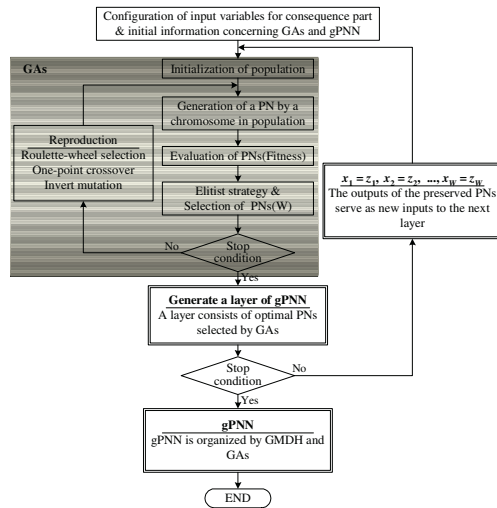 Configuration of input variables for consequence part
& initial information concerning GAs and gPNN
GAs
Initialization of population
Generation of a PN by a
chromosome in population
Reproduction
Roulette-wheel selection
One-point crossover
Invert mutation
Evaluation of PNs(Fitness)
Elitist strategy &
Selection of PNs(W)
x1 = z1, x2 = z2, ..., xW = zW
The outputs of the preserved PNs
serve as new inputs to the next
layer
No
Stop
condition
Yes
Generate a layer of gPNN
A layer consists of optimal PNs
selected by GAs
Stop
condition
No
Yes
gPNN
gPNN is organized by GMDH and
GAs
END